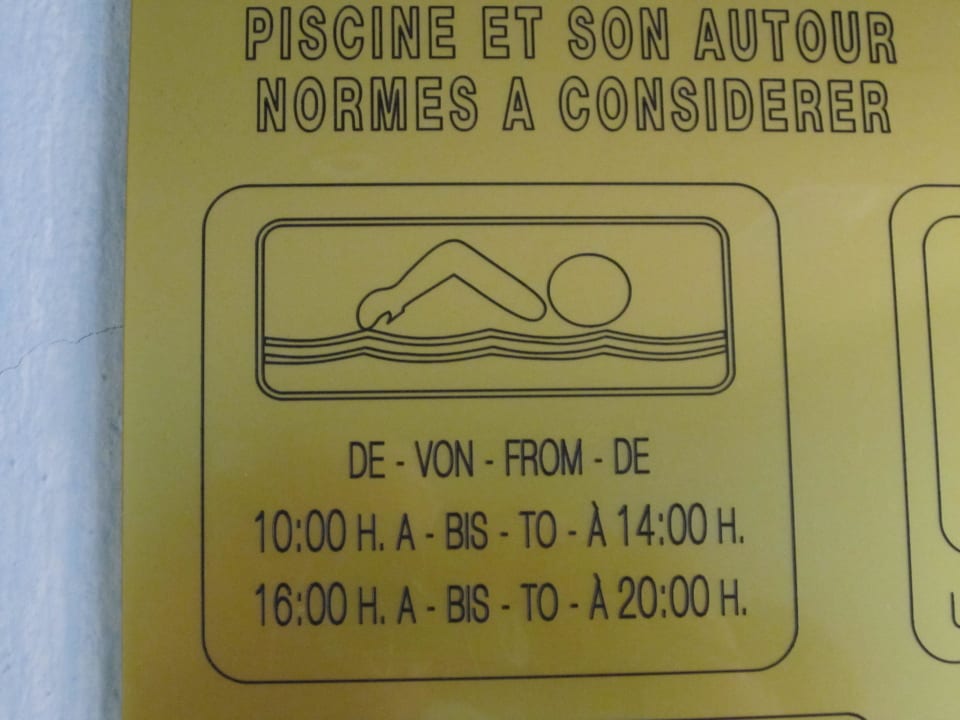 PISCINE ET SON AUTOUR
NORMES A CONSIDERER
DE - VON - FROM - DE
10:00 H. A - BIS - TO - À 14:00 H.
16:00 H. A - BIS - TO - À 20:00 H.